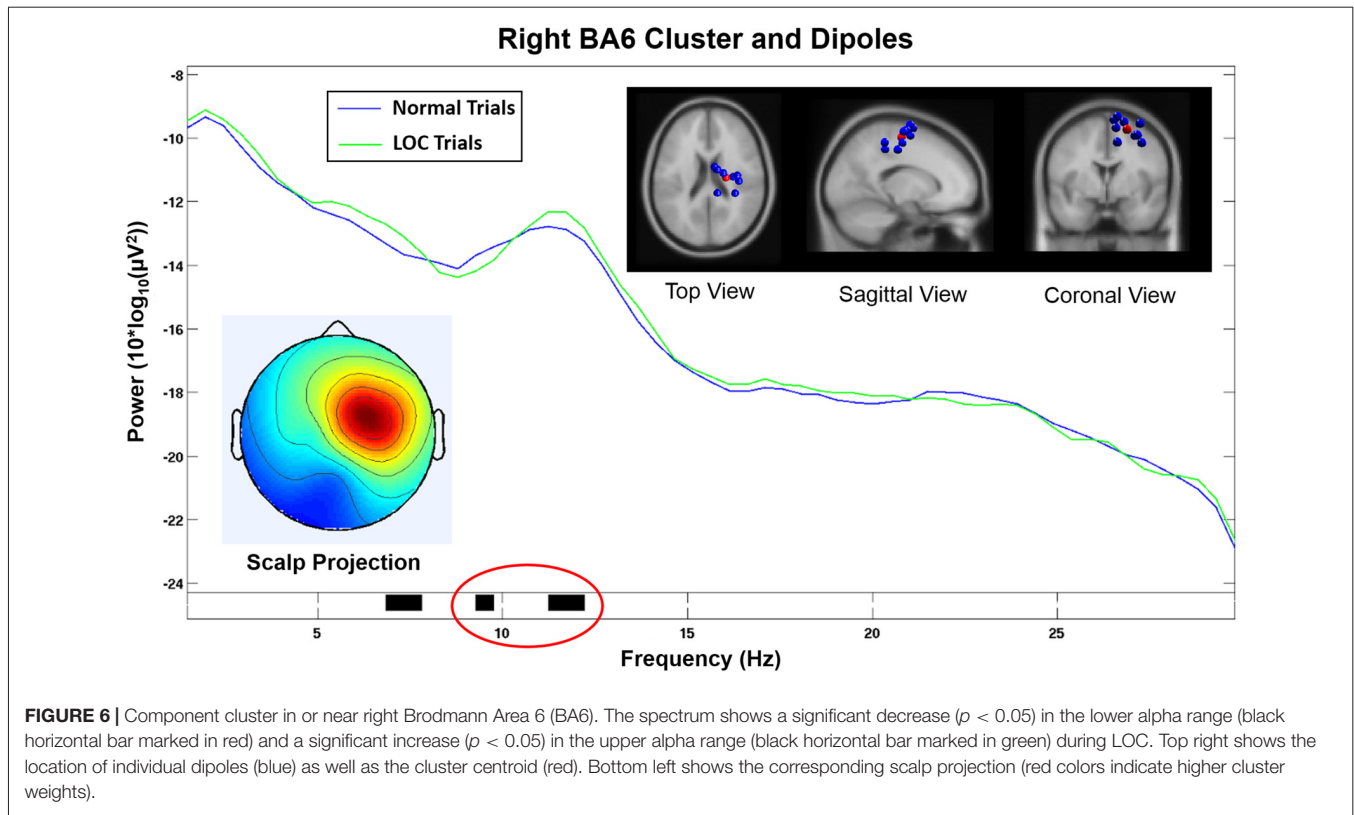 Right BA6 Cluster and Dipoles
-8
-10
-12
-14
-16
-18
-20
-22
-24
Power (10*log10(µV²))
Normal Trials
LOC Trials
Top View
Sagittal View
Coronal View
Scalp Projection
5
10
15
20
25
Frequency (Hz)
FIGURE 6 | Component cluster in or near right Brodmann Area 6 (BA6). The spectrum shows a significant decrease (p < 0.05) in the lower alpha range (black
horizontal bar marked in red) and a significant increase (p < 0.05) in the upper alpha range (black horizontal bar marked in green) during LOC. Top right shows the
location of individual dipoles (blue) as well as the cluster centroid (red). Bottom left shows the corresponding scalp projection (red colors indicate higher cluster
weights).